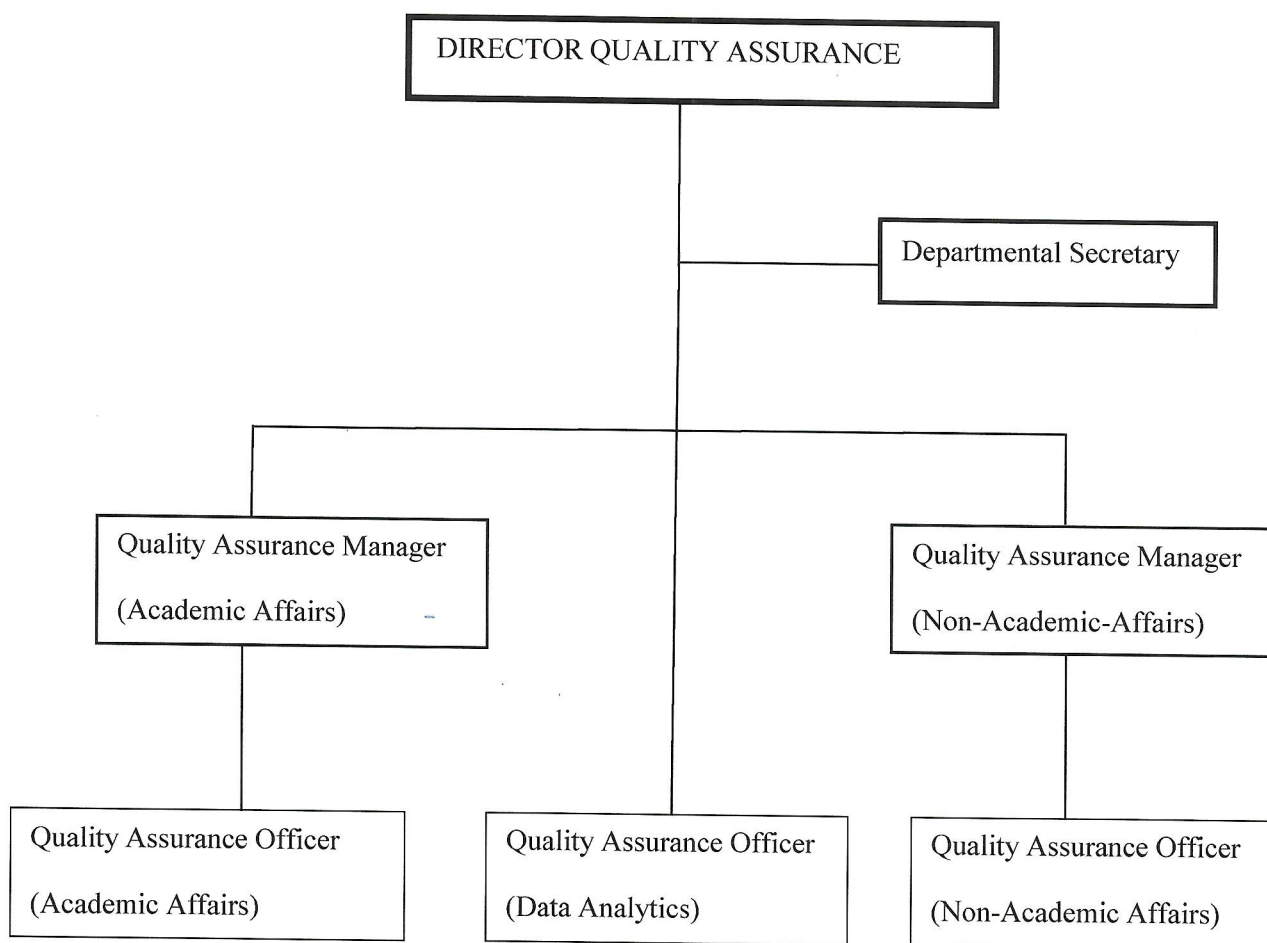 DIRECTOR QUALITY ASSURANCE
Departmental Secretary
Quality Assurance Manager
(Academic Affairs)
Quality Assurance Manager
(Non-Academic-Affairs)
Quality Assurance Officer
(Academic Affairs)
Quality Assurance Officer
(Data Analytics)
Quality Assurance Officer
(Non-Academic Affairs)